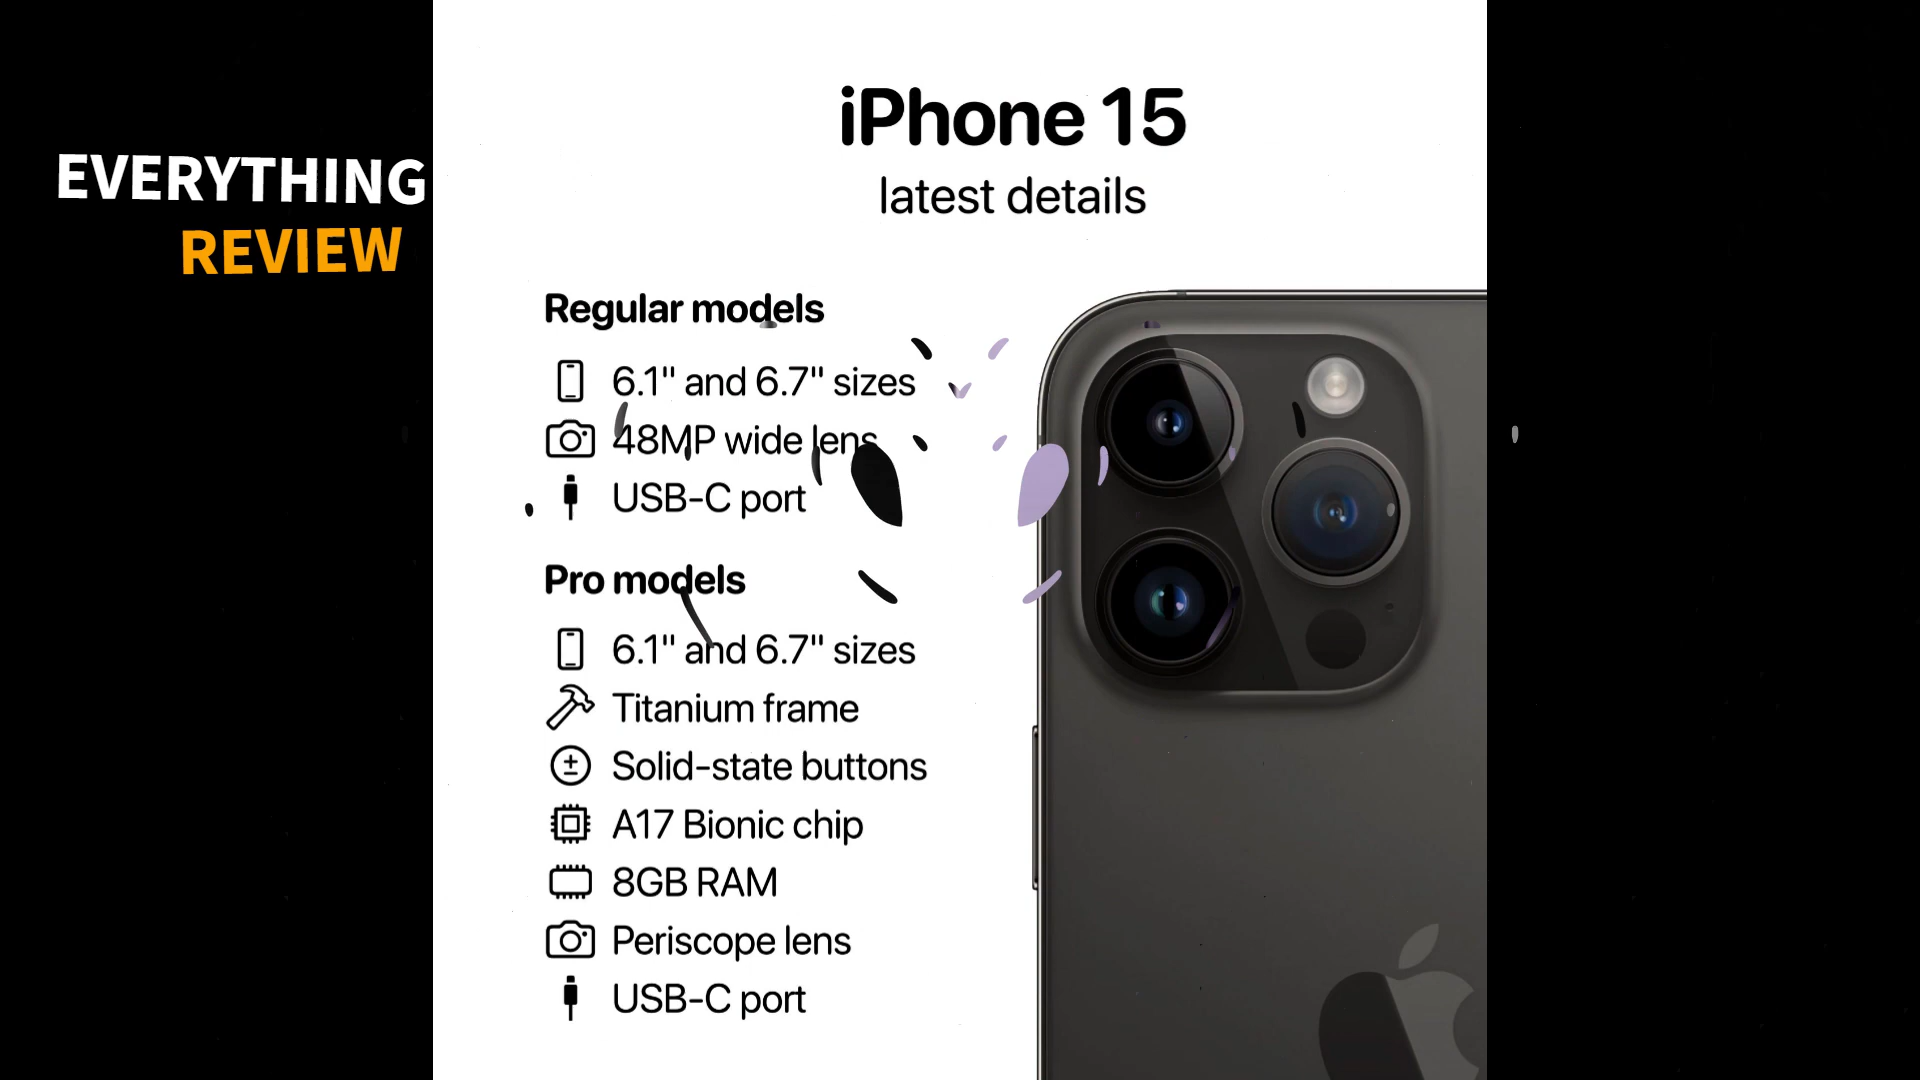 EVERYTHING
REVIEW
iPhone 15
latest details
Regular models
6.1" and 6.7" sizes
48MP wide lens
USB-C port
Pro models
6.1" and 6.7" sizes
Titanium frame
Solid-state buttons
A17 Bionic chip
8GB RAM
Periscope lens
USB-C port